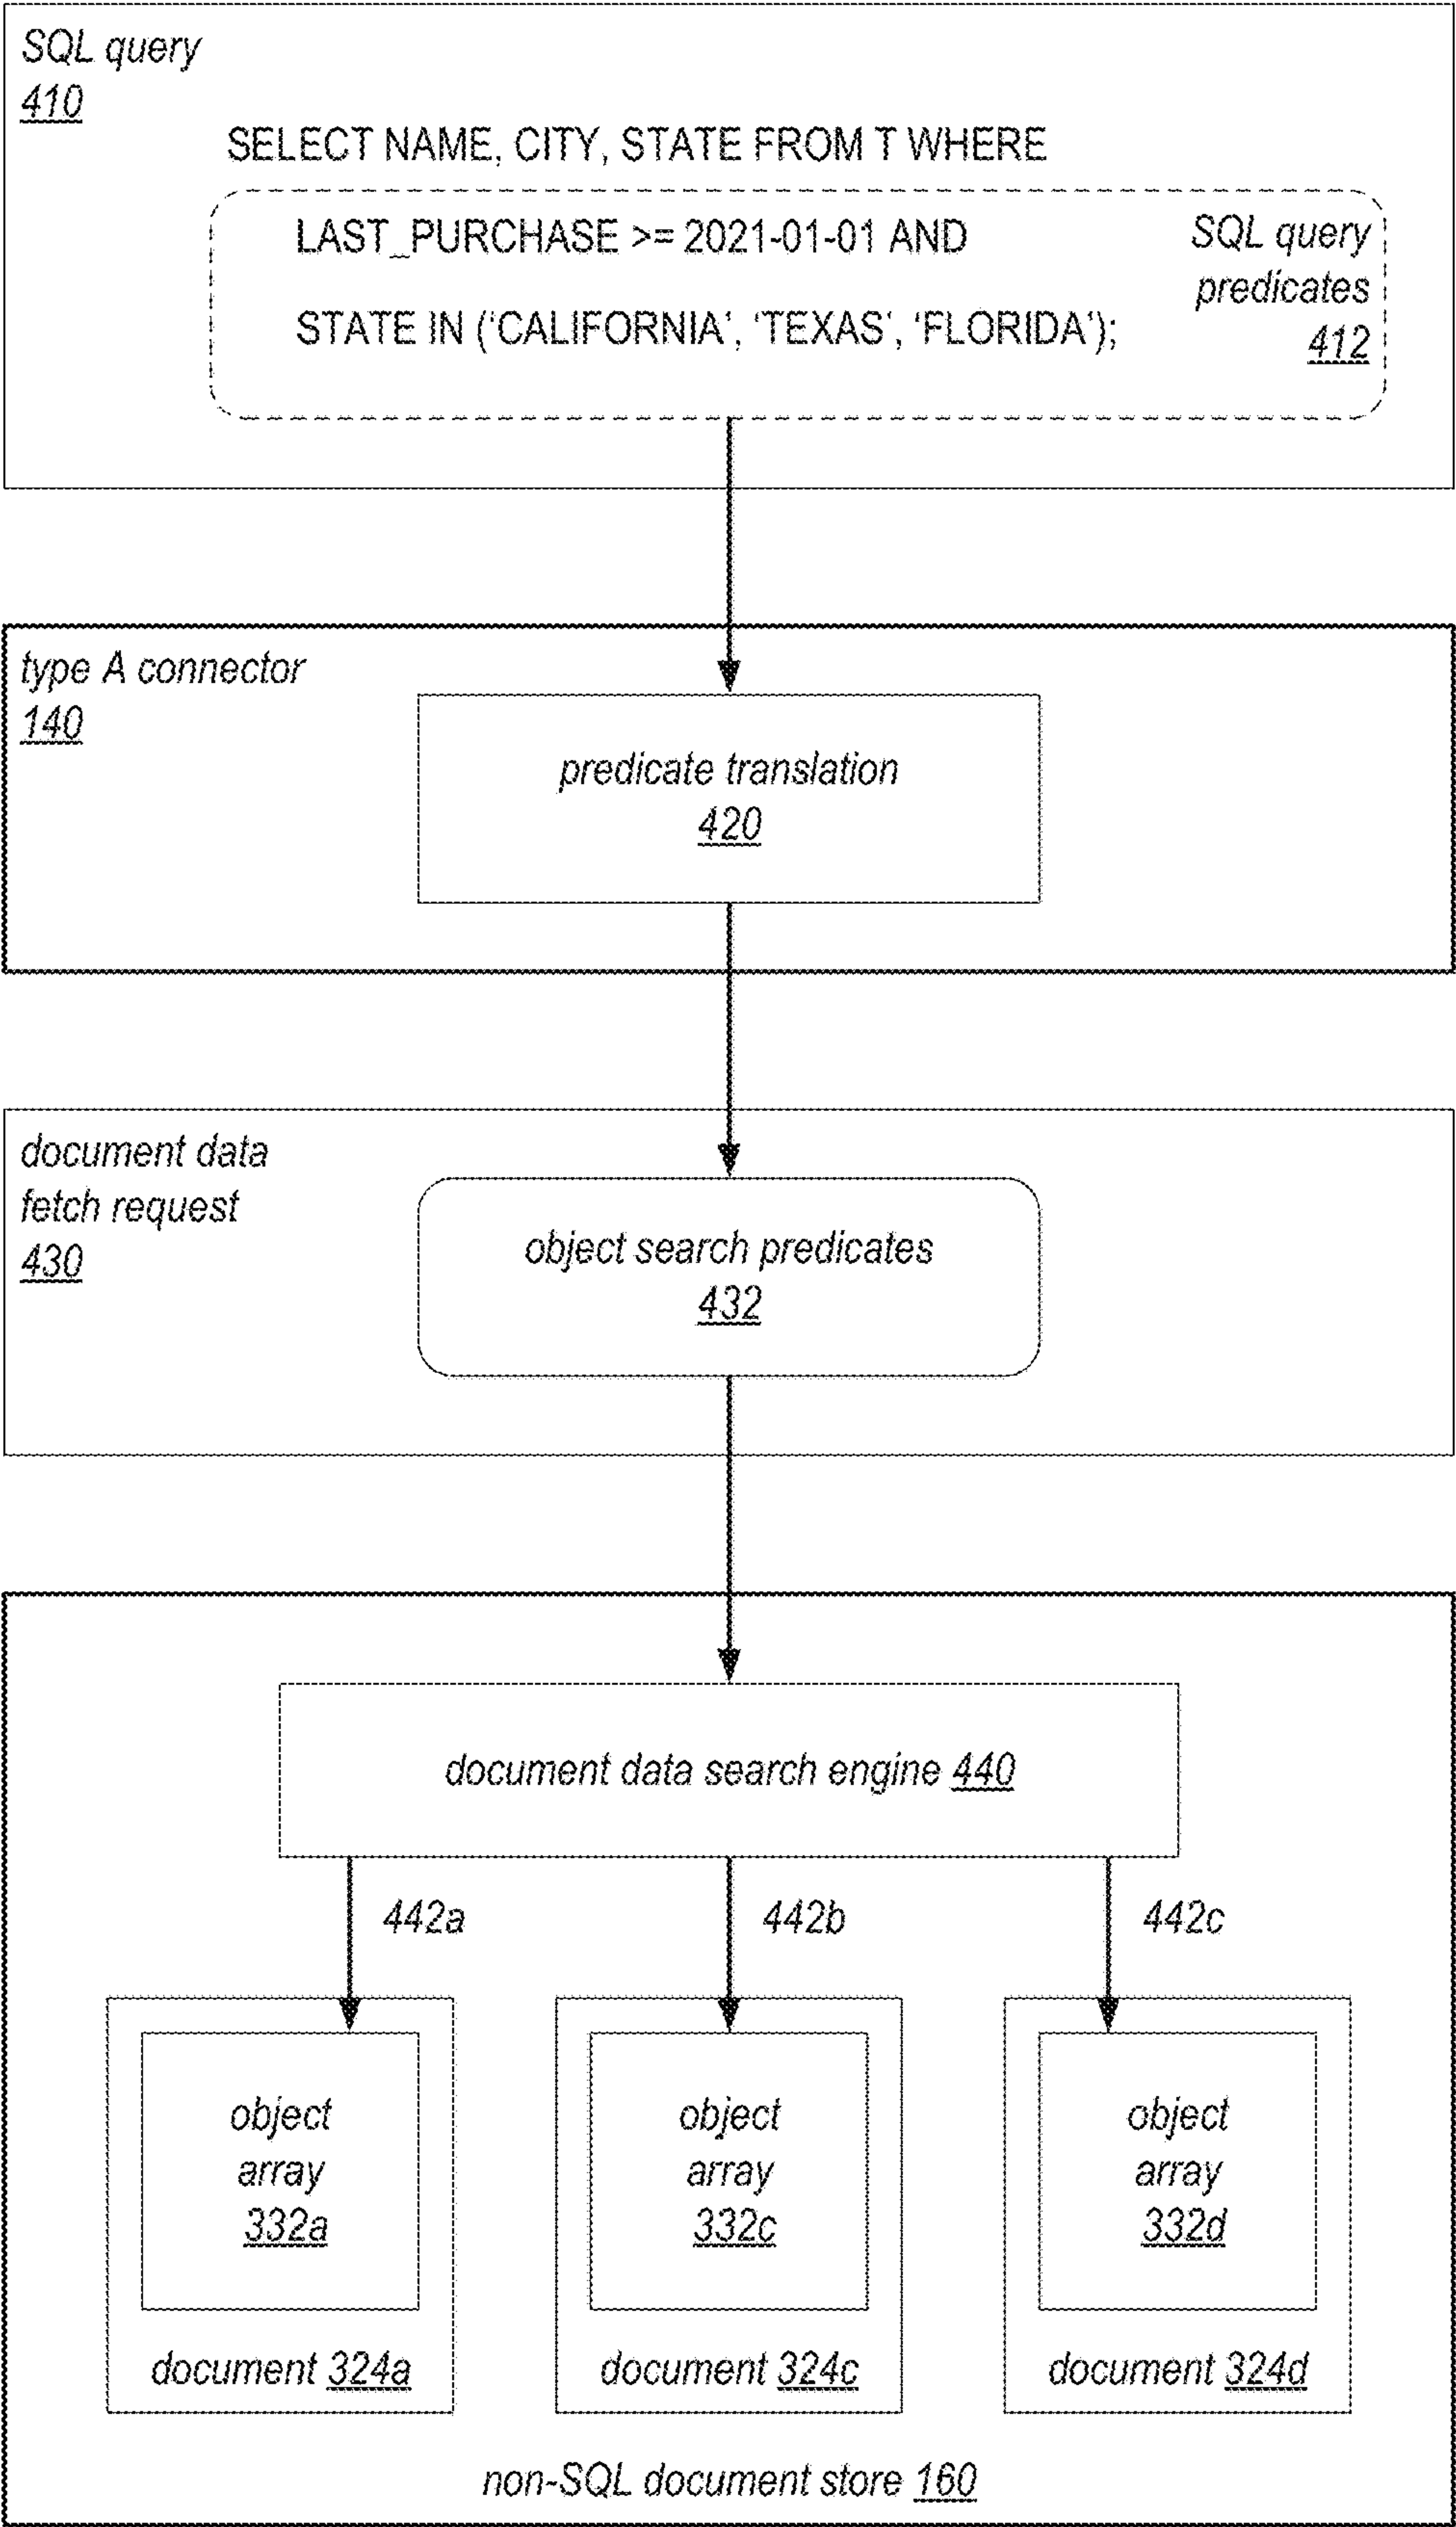 SQL query
410
SELECT NAME, CITY, STATE FROM T WHERE
LAST_PURCHASE >= 2021-01-01 AND
STATE IN ('CALIFORNIA', 'TEXAS', 'FLORIDA');
SQL query
predicates
412
type A connector
140
predicate translation
420
document data
fetch request
430
object search predicates
432
document data search engine 440
442a
442b
442c
object
array
332a
document 324a
object
array
332c
document 324c
object
array
332d
document 324d
non-SQL document store 160